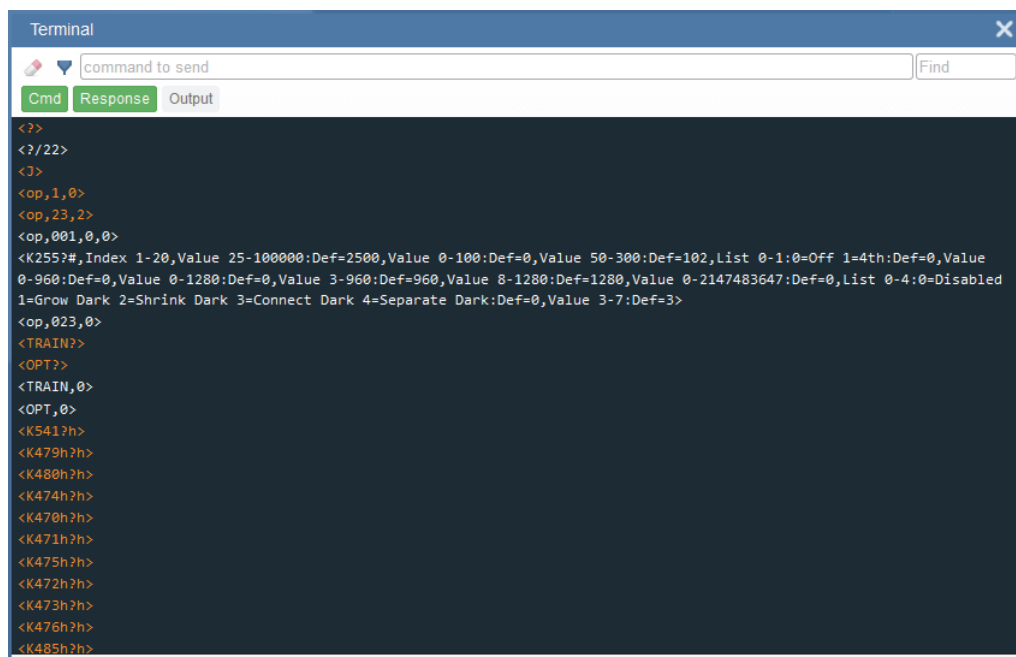 Terminal
command to send
Find
Cmd Response Output
<?>
<?/22>
<J>
<op,1,0>
<op,23,2>
<op,001,0,0>
<K255?#,Index 1-20,Value 25-100000:Def=2500,Value 0-100:Def=0,Value 50-300:Def=102,List 0-1:0=Off 1=4th:Def=0,Value
0-960:Def=0,Value 0-1280:Def=0,Value 3-960:Def=960,Value 8-1280:Def=1280,Value 0-2147483647:Def=0,List 0-4:0=Disabled
1=Grow Dark 2=Shrink Dark 3=Connect Dark 4=Separate Dark:Def=0,Value 3-7:Def=3>
<op,023,0>
<TRAIN?>
<OPT?>
<TRAIN,0>
<OPT,0>
<K541?h>
<K479h?h>
<K480h?h>
<K474h?h>
<K470h?h>
<K471h?h>
<K475h?h>
<K472h?h>
<K473h?h>
<K476h?h>
<K485h?h>